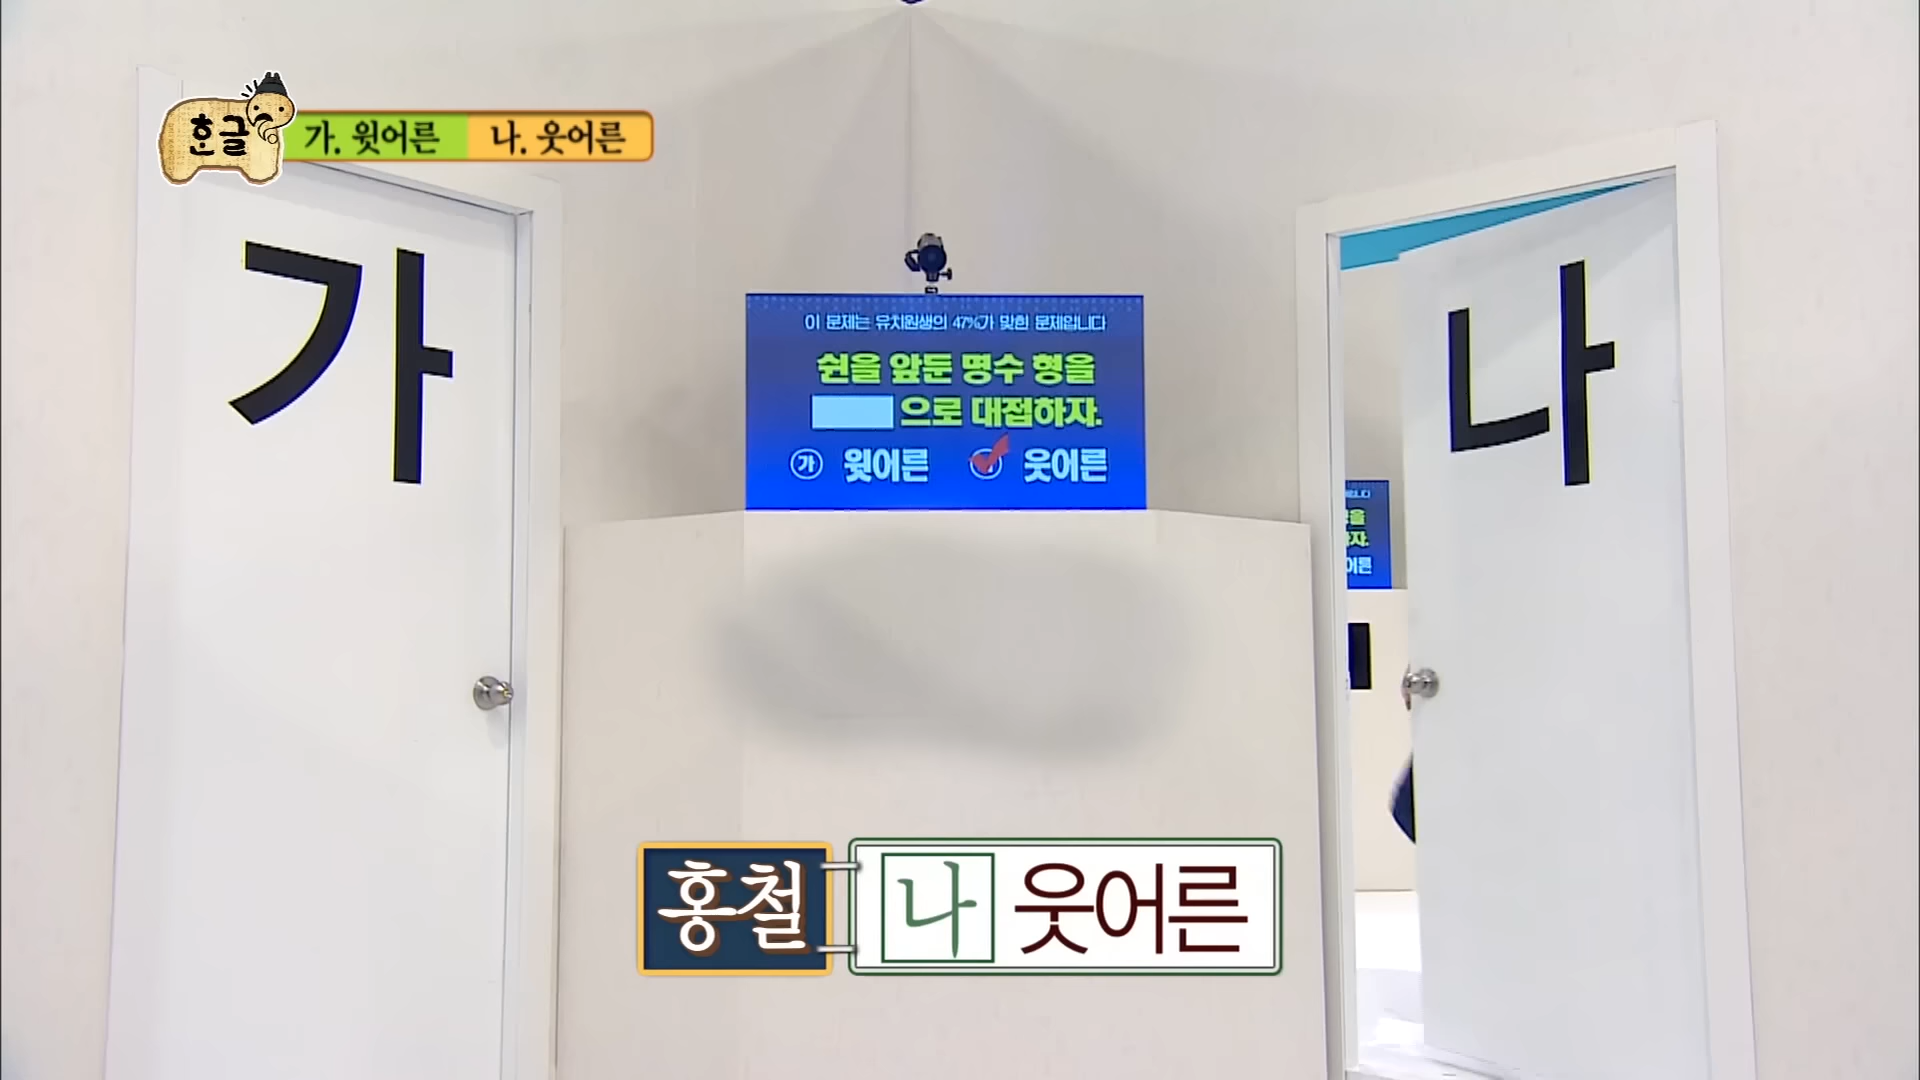 한글
가. 윗어른 나. 웃어른
가
나
이 문제는 유치원생의 47%가 맞힌 문제입니다
쉰을 앞둔 명수 형을
으로 대접하자.
가 윗어른 웃어른
홍철 나 웃어른